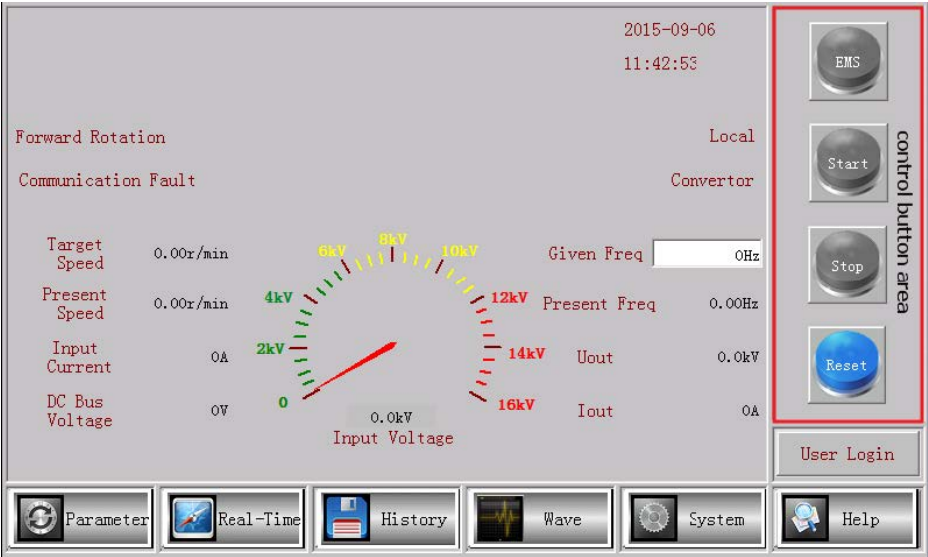 2015-09-06
11:42:53
EMS
Forward Rotation
Local
Start
Communication Fault
Convertor
control button area
Target
Speed
0.00r/min
Present
Speed
0.00r/min
Input
Current
0A
DC Bus
Voltage
0V
0
2kV
4kV
6kV
8kV
10kV
12kV
14kV
16kV
0.0kV
Input Voltage
Given Freq
0Hz
Present Freq
0.00Hz
Uout
0.0kV
Iout
0A
Stop
Reset
User Login
Parameter
Real-Time
History
Wave
System
Help